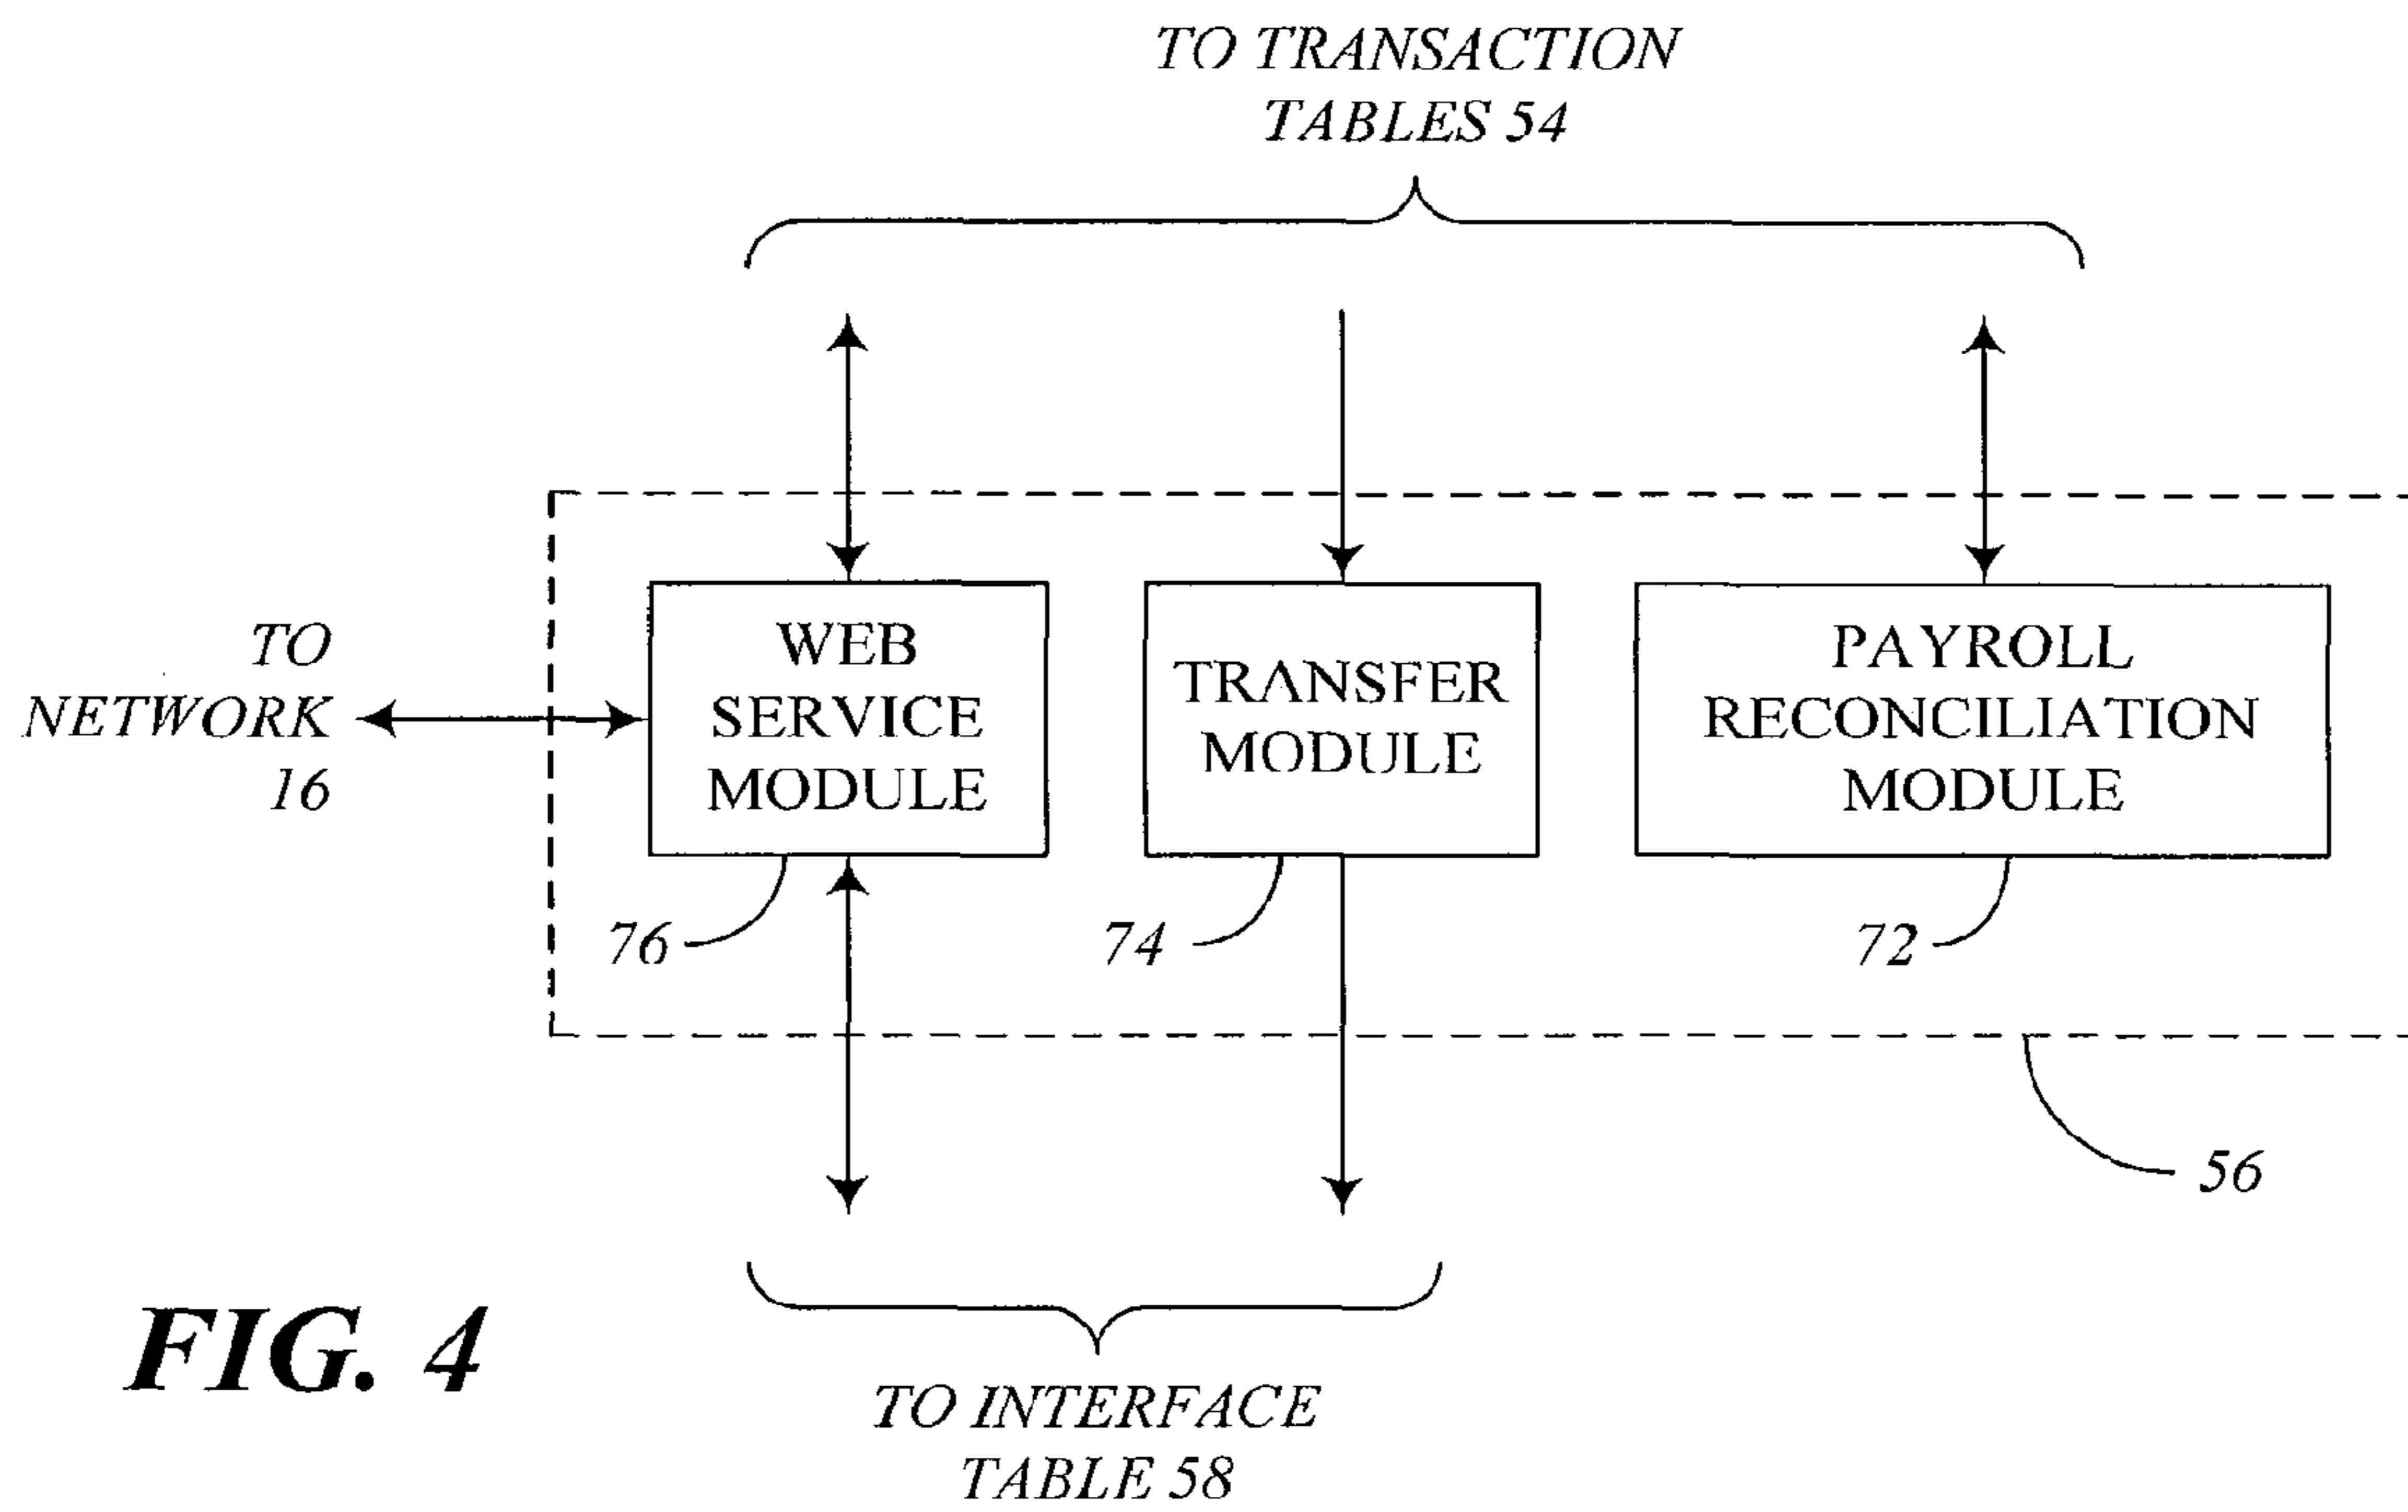 TO TRANSACTION
TABLES 54
TO
NETWORK
16
WEB
SERVICE
MODULE
TRANSFER
MODULE
PAYROLL
RECONCILIATION
MODULE
76
74
72
56
FIG. 4
TO INTERFACE
TABLE 58